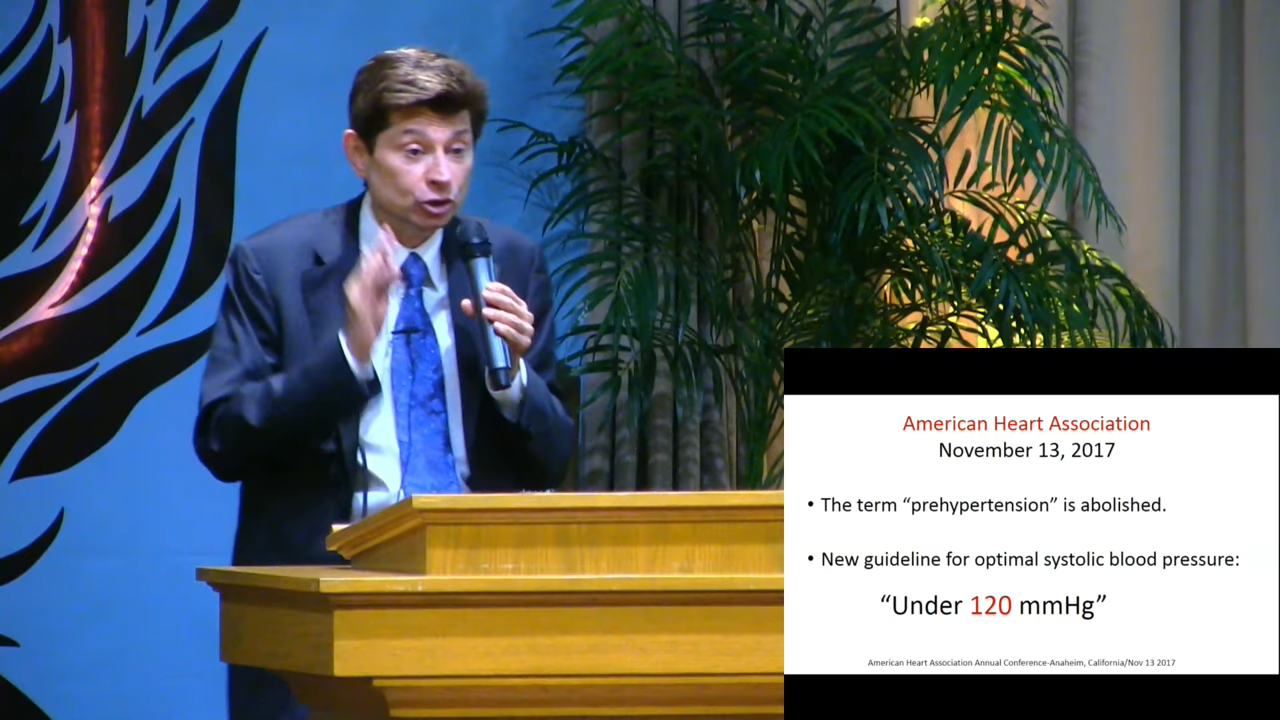 American Heart Association
November 13, 2017
• The term “prehypertension” is abolished.
• New guideline for optimal systolic blood pressure:
“Under 120 mmHg”
American Heart Association Annual Conference-Anaheim, California/Nov 13 2017